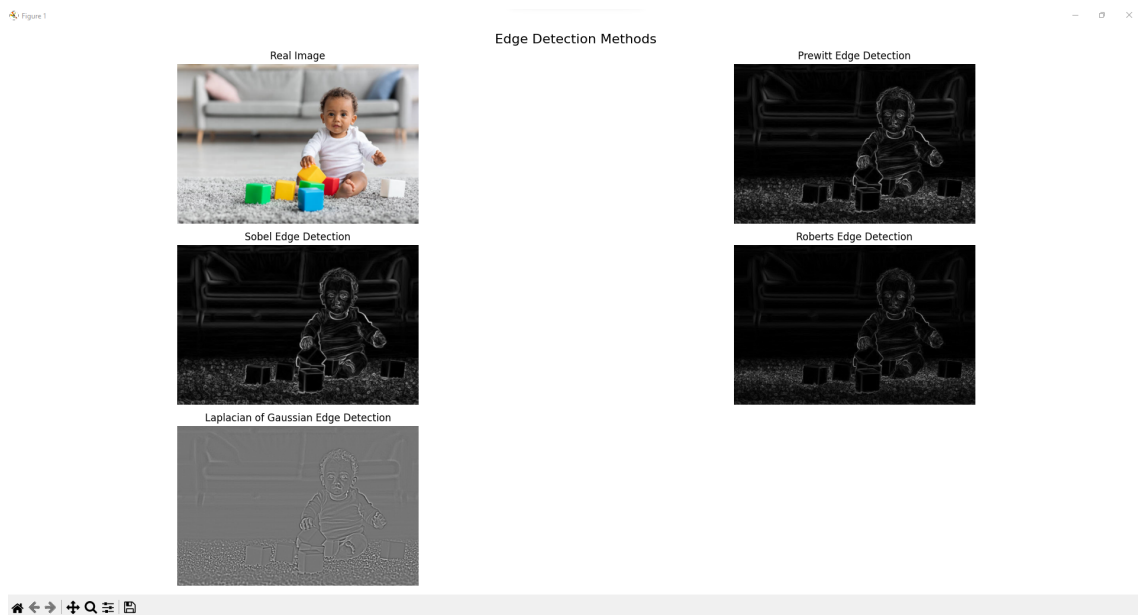 Figure 1
Edge Detection Methods
Real Image
Prewitt Edge Detection
Sobel Edge Detection
Roberts Edge Detection
Laplacian of Gaussian Edge Detection